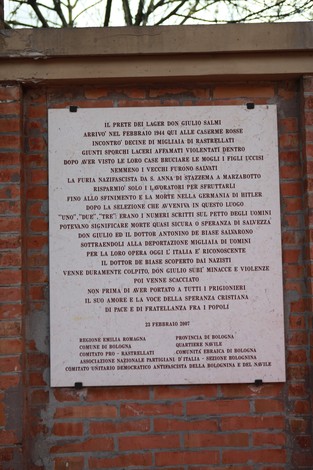 IL PRETE DEI LAGER DON GIULIO SALMI
ARRIVO' NEL FEBBRAIO 1944 QUI ALLE CASERME ROSSE
INCONTRO' DECINE DI MIGLIAIA DI RASTRELLATI
GIUNTI SPORCHI LACERI AFFAMATI VIOLENTATI DENTRO
DOPO AVER VISTO LE LORO CASE BRUCIARE LE MOGLI I FIGLI UCCISI
NEMMENO I VECCHI FURONO SALVATI
LA FURIA NAZIFASCISTA DA S. ANNA DI STAZZEMA A MARZABOTTO
RISPARMIO' SOLO I LAVORATORI PER SFRUTTARLI
FINO ALLO SFINIMENTO E LA MORTE NELLA GERMANIA DI HITLER
DOPO LA SELEZIONE CHE AVVENIVA IN QUESTO LUOGO
"UNO", "DUE", "TRE": ERANO I NUMERI SCRITTI SUL PETTO DEGLI UOMINI
POTEVANO SIGNIFICARE MORTE QUASI SICURA O SPERANZA DI SALVEZZA
DON GIULIO ED IL DOTTOR ANTONINO DE BIASE SALVARONO
SOTTRAENDOLI ALLA DEPORTAZIONE MIGLIAIA DI UOMINI
PER LA LORO OPERA OGGI L' ITALIA E' RICONOSCENTE
IL DOTTOR DE BIASE SCOPERTO DAI NAZISTI
VENNE DURAMENTE COLPITO, DON GIULIO SUBI' MINACCE E VIOLENZE
POI VENNE SCACCIATO
NON PRIMA DI AVER PORTATO A TUTTI I PRIGIONIERI
IL SUO AMORE E LA VOCE DELLA SPERANZA CRISTIANA
DI PACE E DI FRATELLANZA FRA I POPOLI
23 FEBBRAIO 2007
REGIONE EMILIA ROMAGNA PROVINCIA DI BOLOGNA
COMUNE DI BOLOGNA QUARTIERE NAVILE
COMITATO PRO - RASTRELLATI COMUNITÀ EBRAICA DI BOLOGNA
ASSOCIAZIONE NAZIONALE PARTIGIANI D'ITALIA - SEZIONE BOLOGNINA
COMITATO UNITARIO DEMOCRATICO ANTIFASCISTA DELLA BOLOGNINA E DEL NAVILE